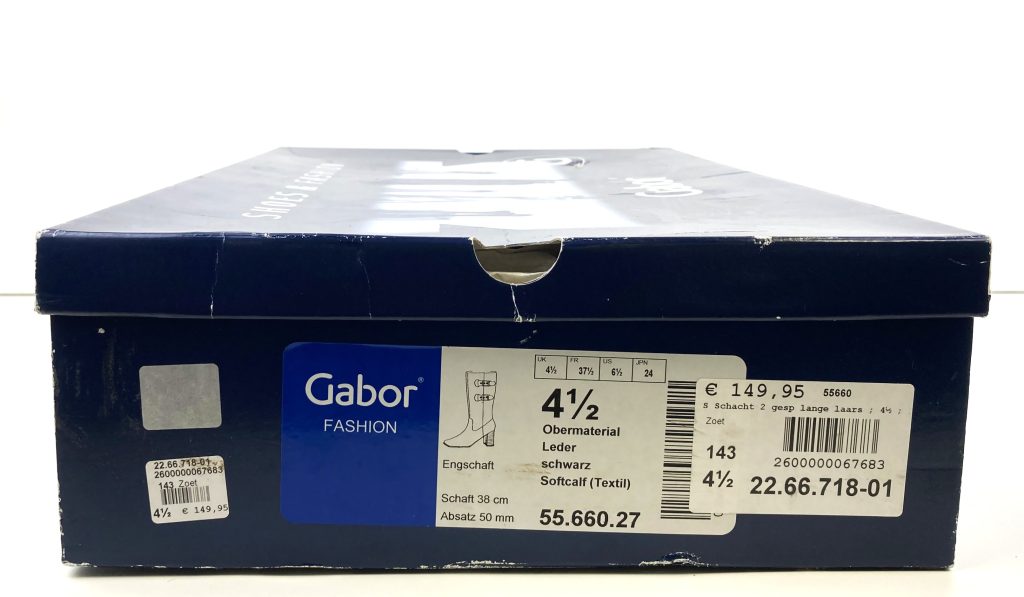 SHOES & FASHION
Gabor
Gabor®
FASHION
UK
4½
FR
37½
US
6½
JPN
24
4½
Obermaterial
Leder
schwarz
Softcalf (Textil)
Engschaft
Schaft 38 cm
Absatz 50 mm
55.660.27
€ 149,95 55660
S schacht 2 gesp lange laars ; 4½ ;
Zoet
143
2600000067683
4½ 22.66.718-01
22.66.718-01
2600000067683
143 Zoet
4½ € 149,95